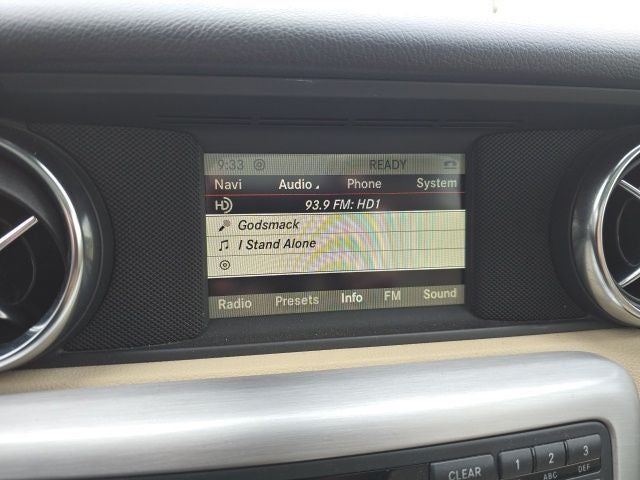 9:33 READY
Navi Audio Phone System
HD 93.9 FM: HD1
Godsmack
I Stand Alone
Radio Presets Info FM Sound
CLEAR 1 2 3
ABC DEF